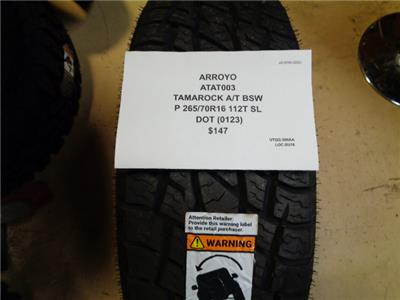 ARROYO
ATAT003
TAMAROCK A/T BSW
P 265/70R16 112T SL
DOT (0123)
$147
Attention Retailer:
Provide this warning label
to the retail purchaser.
WARNING